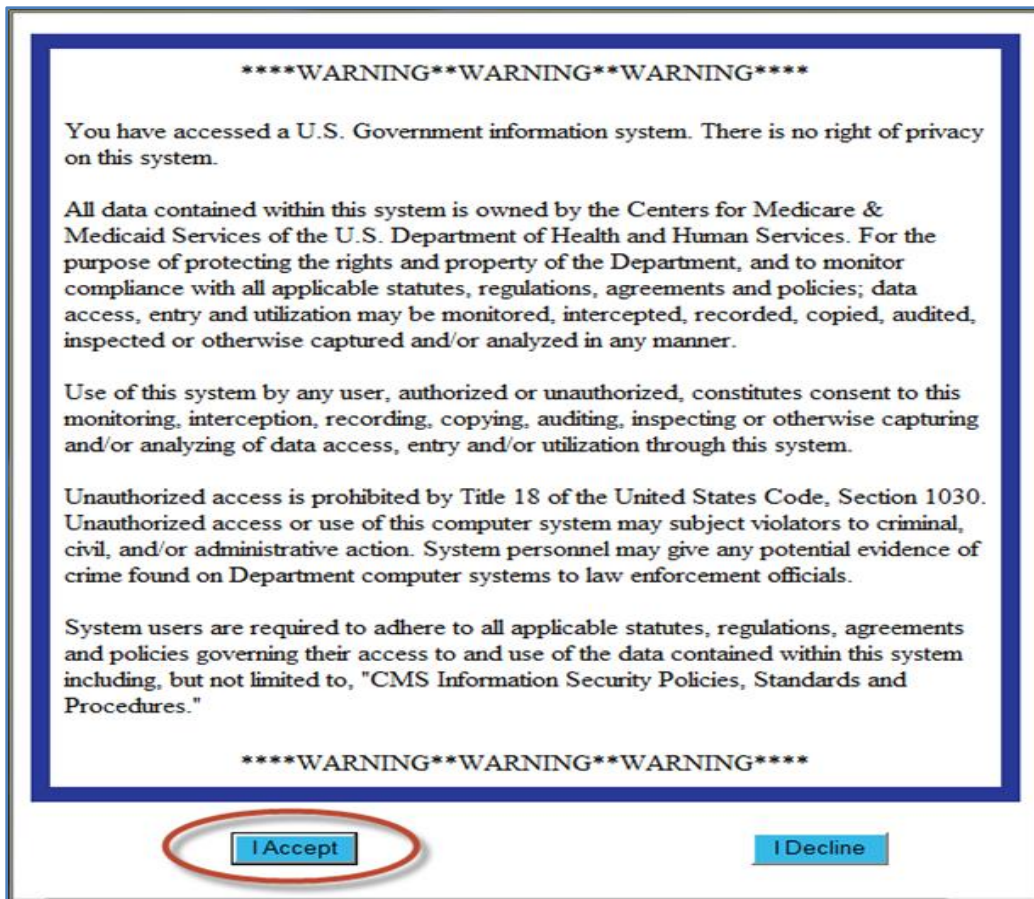 ****WARNING**WARNING**WARNING****
You have accessed a U.S. Government information system. There is no right of privacy
on this system.
All data contained within this system is owned by the Centers for Medicare &
Medicaid Services of the U.S. Department of Health and Human Services. For the
purpose of protecting the rights and property of the Department, and to monitor
compliance with all applicable statutes, regulations, agreements and policies; data
access, entry and utilization may be monitored, intercepted, recorded, copied, audited,
inspected or otherwise captured and/or analyzed in any manner.
Use of this system by any user, authorized or unauthorized, constitutes consent to this
monitoring, interception, recording, copying, auditing, inspecting or otherwise capturing
and/or analyzing of data access, entry and/or utilization through this system.
Unauthorized access is prohibited by Title 18 of the United States Code, Section 1030.
Unauthorized access or use of this computer system may subject violators to criminal,
civil, and/or administrative action. System personnel may give any potential evidence of
crime found on Department computer systems to law enforcement officials.
System users are required to adhere to all applicable statutes, regulations, agreements
and policies governing their access to and use of the data contained within this system
including, but not limited to, "CMS Information Security Policies, Standards and
Procedures."
****WARNING**WARNING**WARNING****
I Accept
I Decline